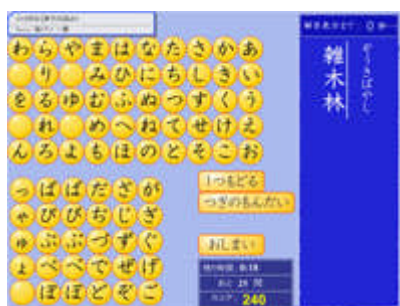 わらやまはなたさかあ
り みひにちしきい
をるゆむふぬつすくう
れ めへねてせけえ
んろよもほのとそこお
っばぱだざが
ゃびぴぢじぎ
ゅぶぷづずぐ
ょべぺでぜげ
ぼぽどぞご
1つもどる
つぎのもんだい
おしまい
240
雑木林
ぞうきばやし